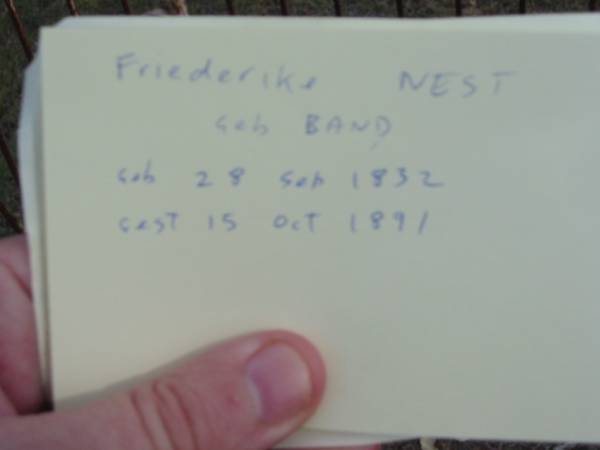 Friederike NEST
geb BAND
geb 28 Sep 1832
gest 15 Oct 1891